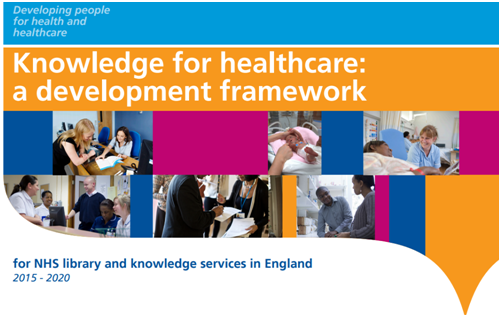 Developing people
for health and
healthcare
Knowledge for healthcare:
a development framework
for NHS library and knowledge services in England
2015 - 2020